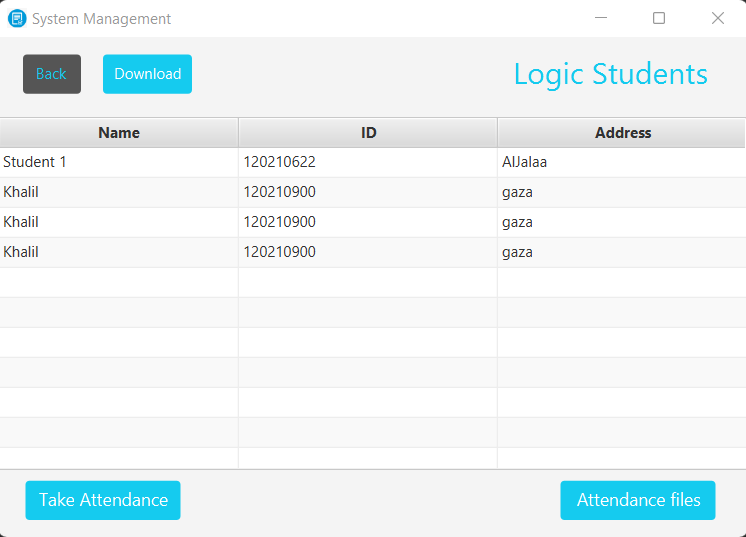 System Management
Back Download Logic Students
Name ID Address
Student 1 120210622 AlJalaa
Khalil 120210900 gaza
Khalil 120210900 gaza
Khalil 120210900 gaza
Take Attendance Attendance files